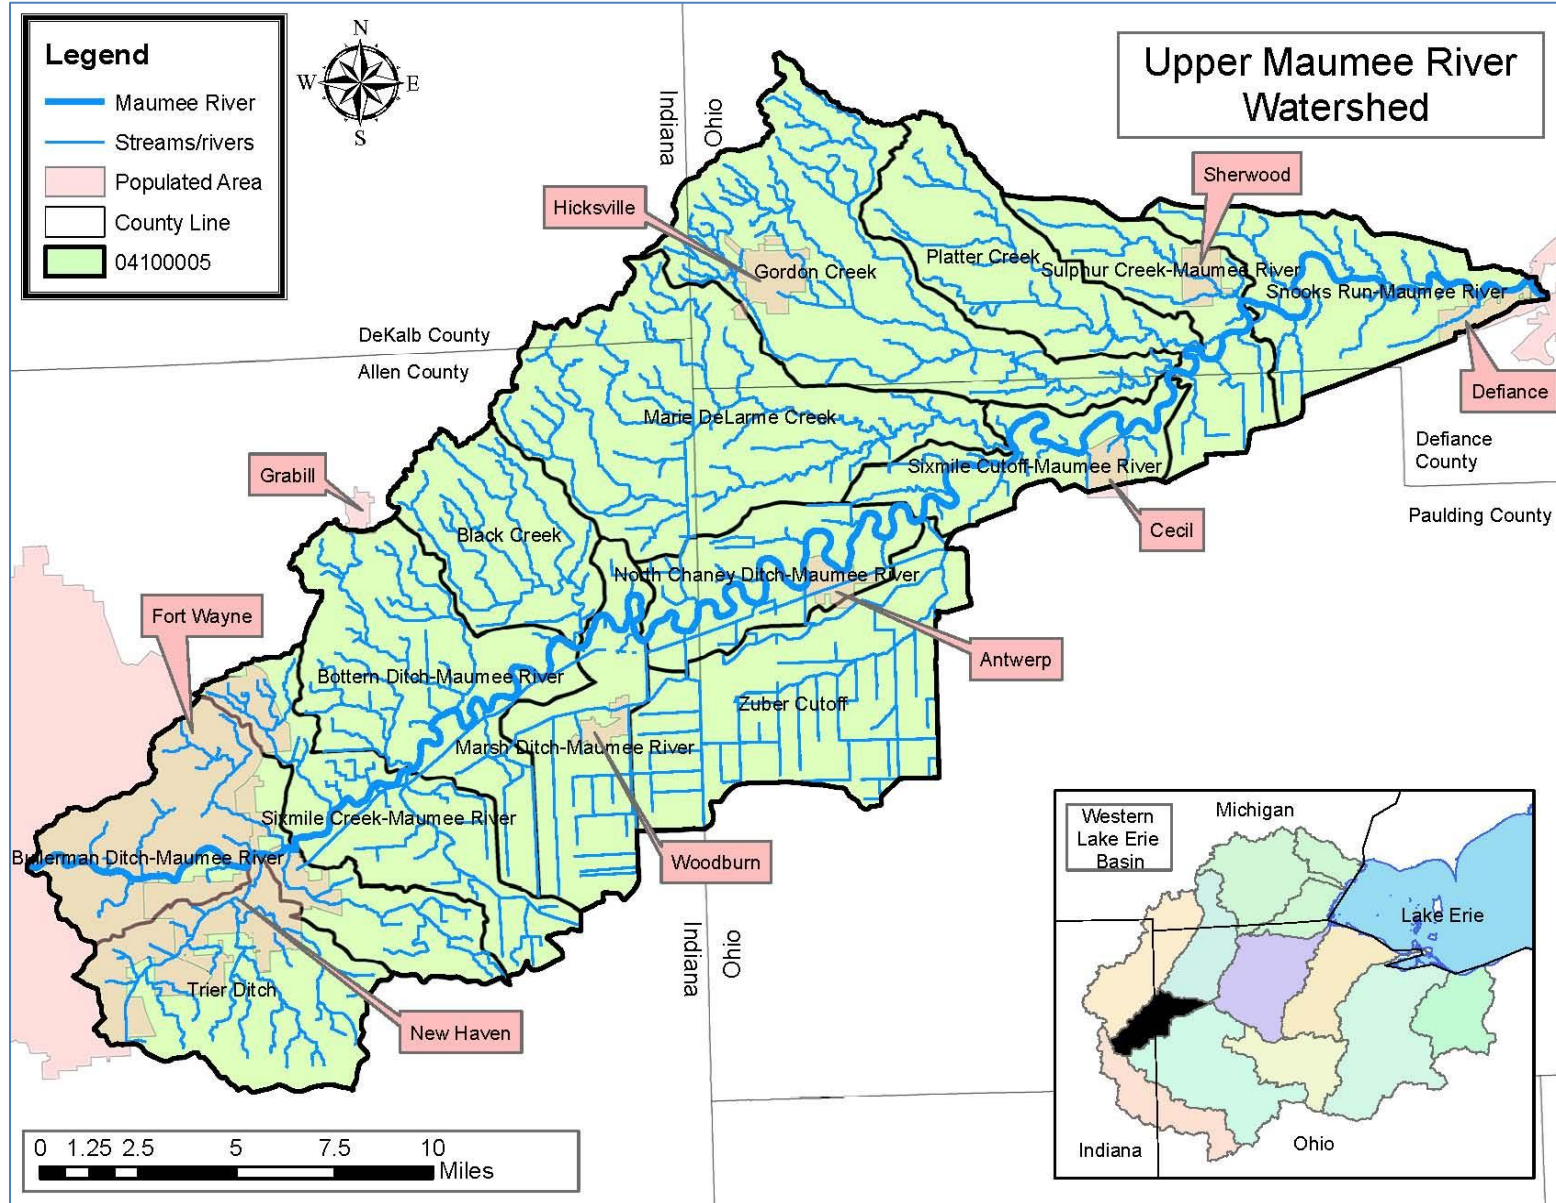 Upper Maumee River
Watershed
Legend
Maumee River
Streams/rivers
Populated Area
County Line
04100005
N
W
E
S
Indiana
Ohio
Sherwood
Hicksville
Gordon Creek
Platter Creek
Sulphur Creek-Maumee River
Snooks Run-Maumee River
DeKalb County
Allen County
Defiance
Marie DeLarme Creek
Defiance
County
Grabill
Sixmile Cutoff-Maumee River
Paulding County
Black Creek
Cecil
North Chaney Ditch-Maumee River
Fort Wayne
Antwerp
Bottern Ditch-Maumee River
Zuber Cutoff
Marsh Ditch-Maumee River
Sixmile Creek-Maumee River
Bullerman Ditch-Maumee River
Woodburn
Indiana
Ohio
Trier Ditch
New Haven
Western
Lake Erie
Basin
Michigan
Lake Erie
Indiana
Ohio
0 1.25 2.5 5 7.5 10
Miles